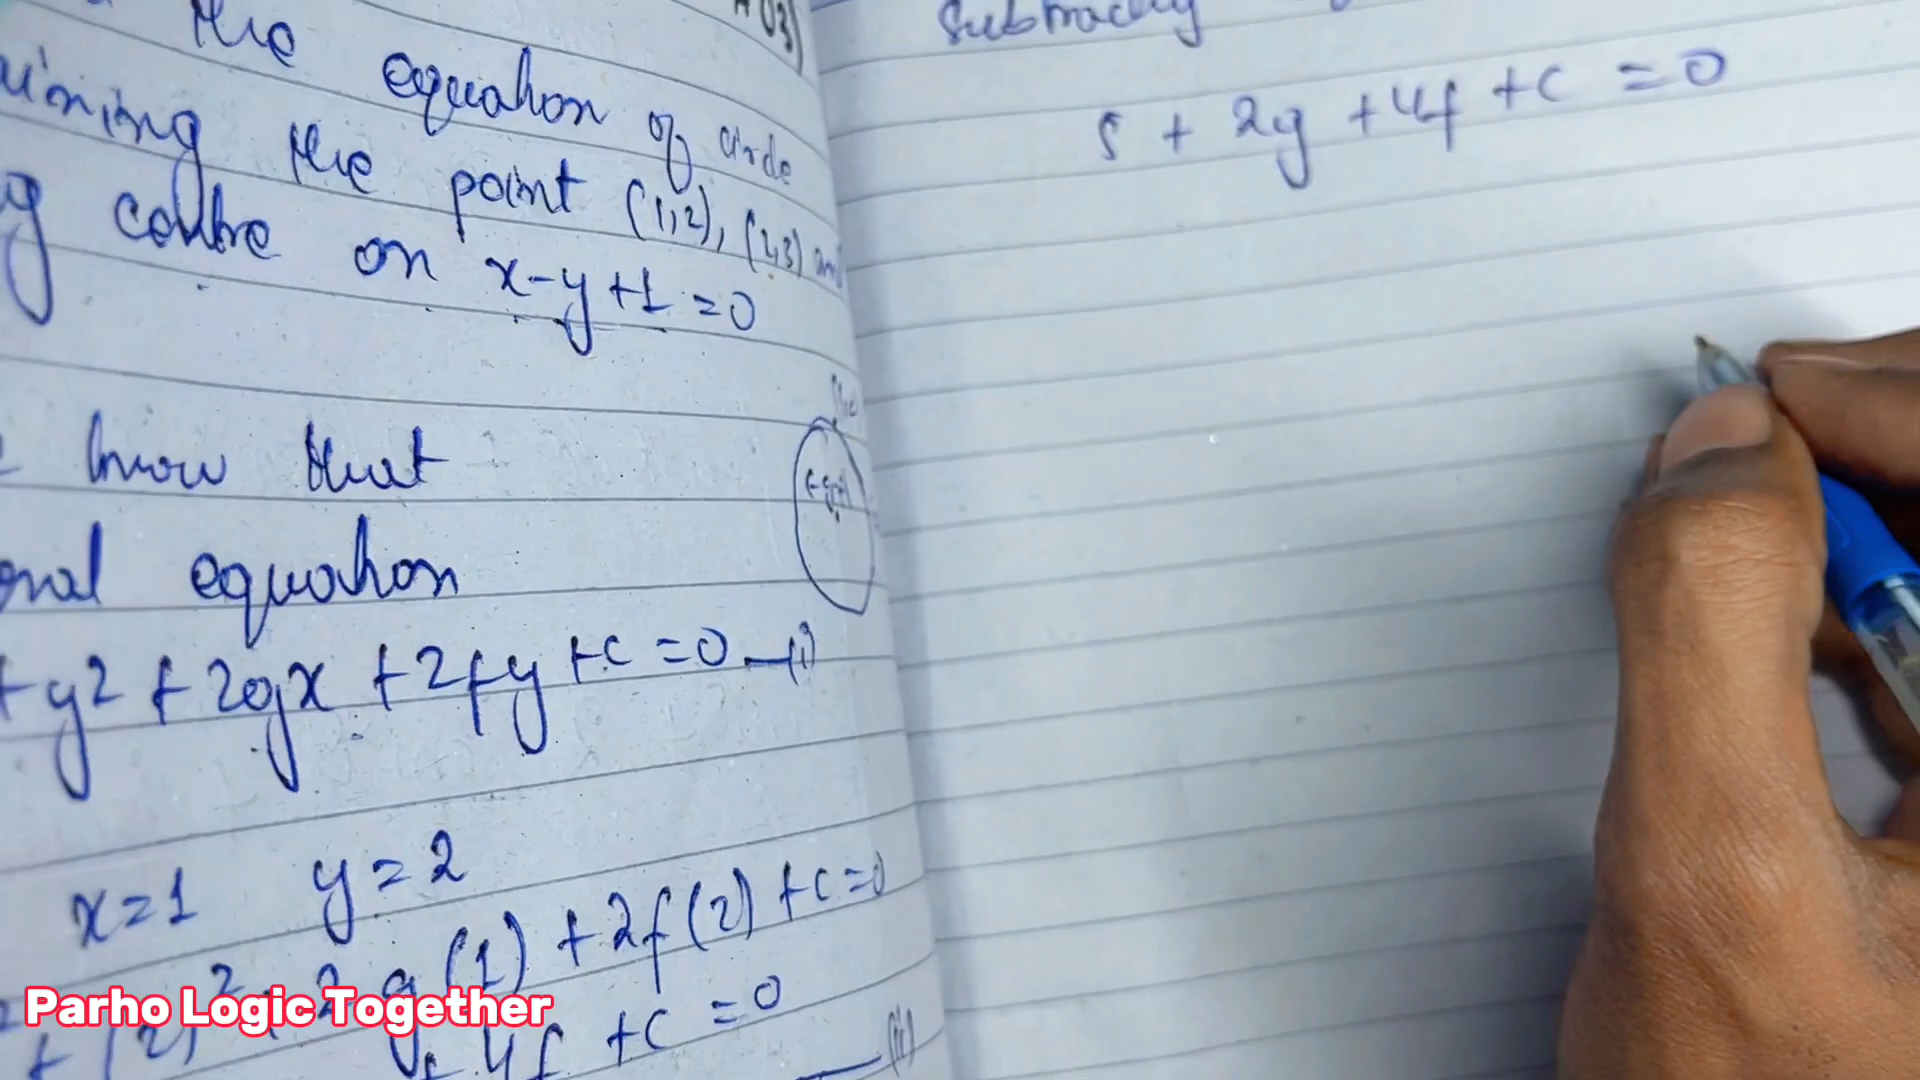 the equation of circle
the point (1,2), (2,3) and
centre on x-y+1=0
know that
equation
+ y2 + 2gx + 2fy + c = 0 —(i)
x=1 y=2
g(1) + 2f(2) + c = 0
+ 4f + c = 0 —(ii)
Subtracting
5 + 2g + 4f + c = 0
Parho Logic Together